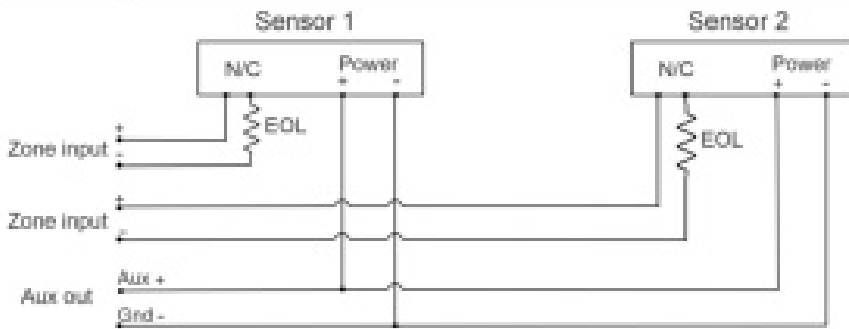 Sensor 1
Sensor 2
N/C
Power
+
-
N/C
Power
+
-
EOL
EOL
+
Zone input
-
+
Zone input
-
Aux +
Aux out
Gnd -